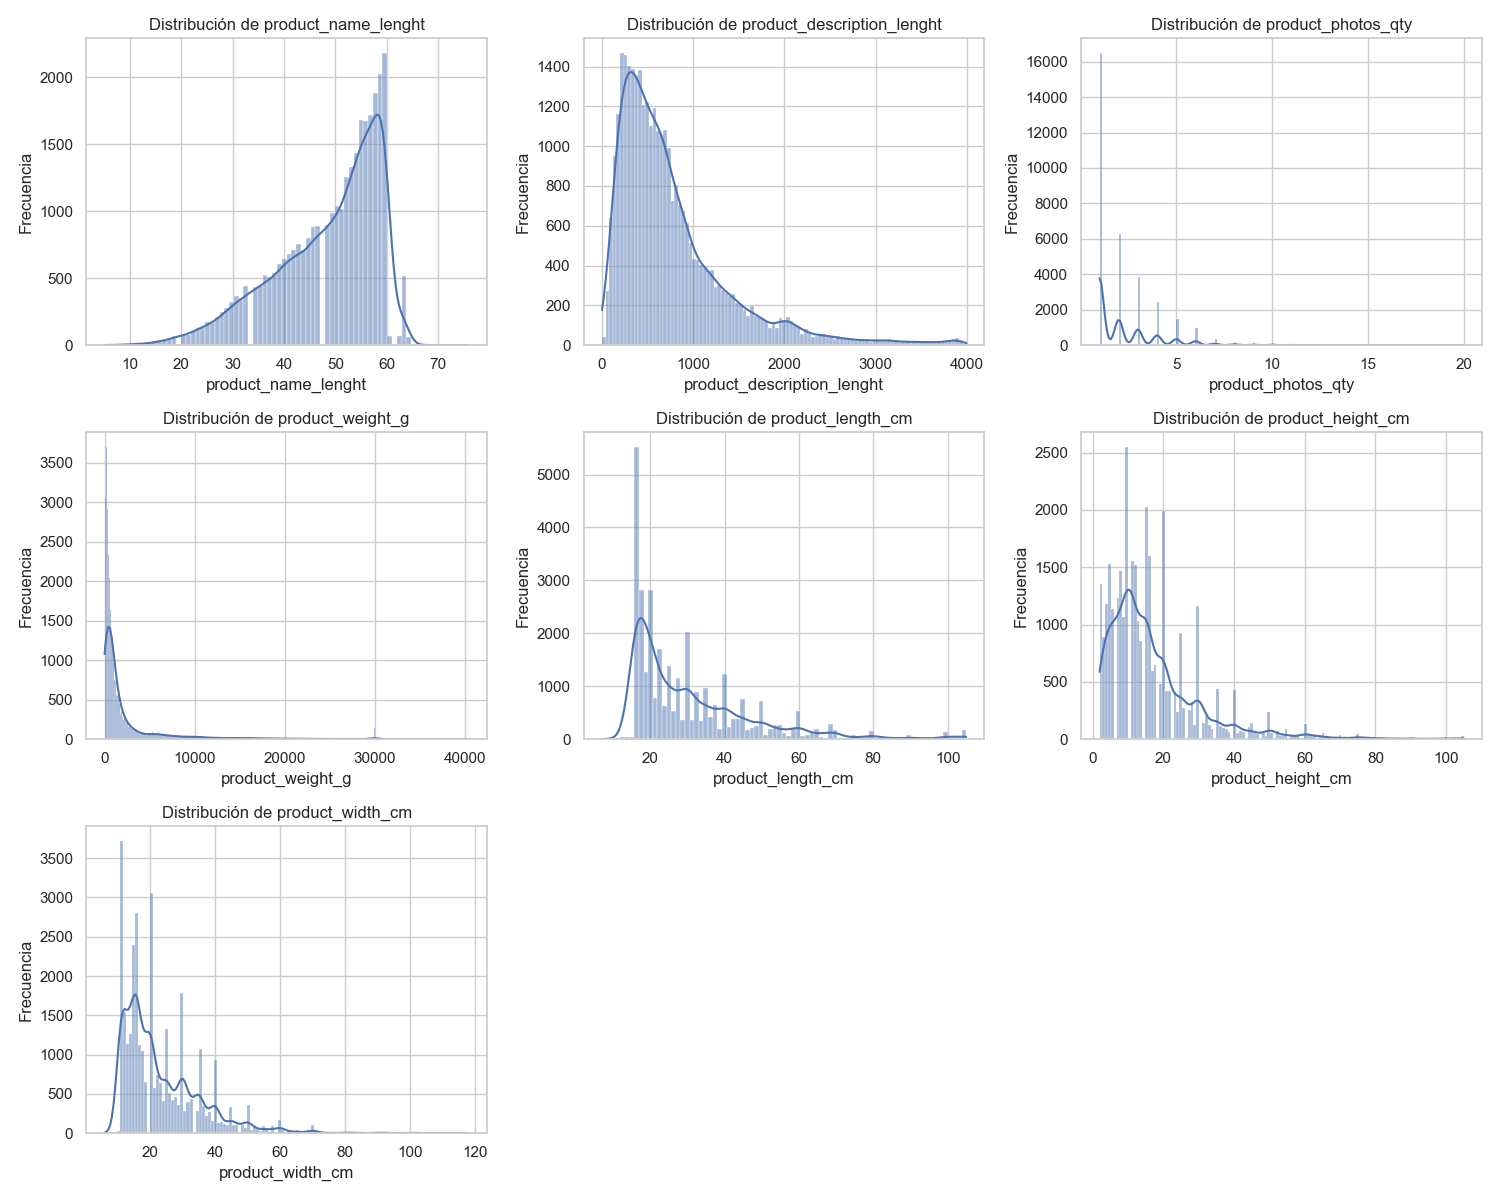 Distribución de product_name_lenght
Frecuencia
2000
1500
1000
500
0
10 20 30 40 50 60 70
product_name_lenght
Distribución de product_description_lenght
Frecuencia
1400
1200
1000
800
600
400
200
0
0 1000 2000 3000 4000
product_description_lenght
Distribución de product_photos_qty
Frecuencia
16000
14000
12000
10000
8000
6000
4000
2000
0
5 10 15 20
product_photos_qty
Distribución de product_weight_g
Frecuencia
3500
3000
2500
2000
1500
1000
500
0
0 10000 20000 30000 40000
product_weight_g
Distribución de product_length_cm
Frecuencia
5000
4000
3000
2000
1000
0
20 40 60 80 100
product_length_cm
Distribución de product_height_cm
Frecuencia
2500
2000
1500
1000
500
0
0 20 40 60 80 100
product_height_cm
Distribución de product_width_cm
Frecuencia
3500
3000
2500
2000
1500
1000
500
0
20 40 60 80 100 120
product_width_cm